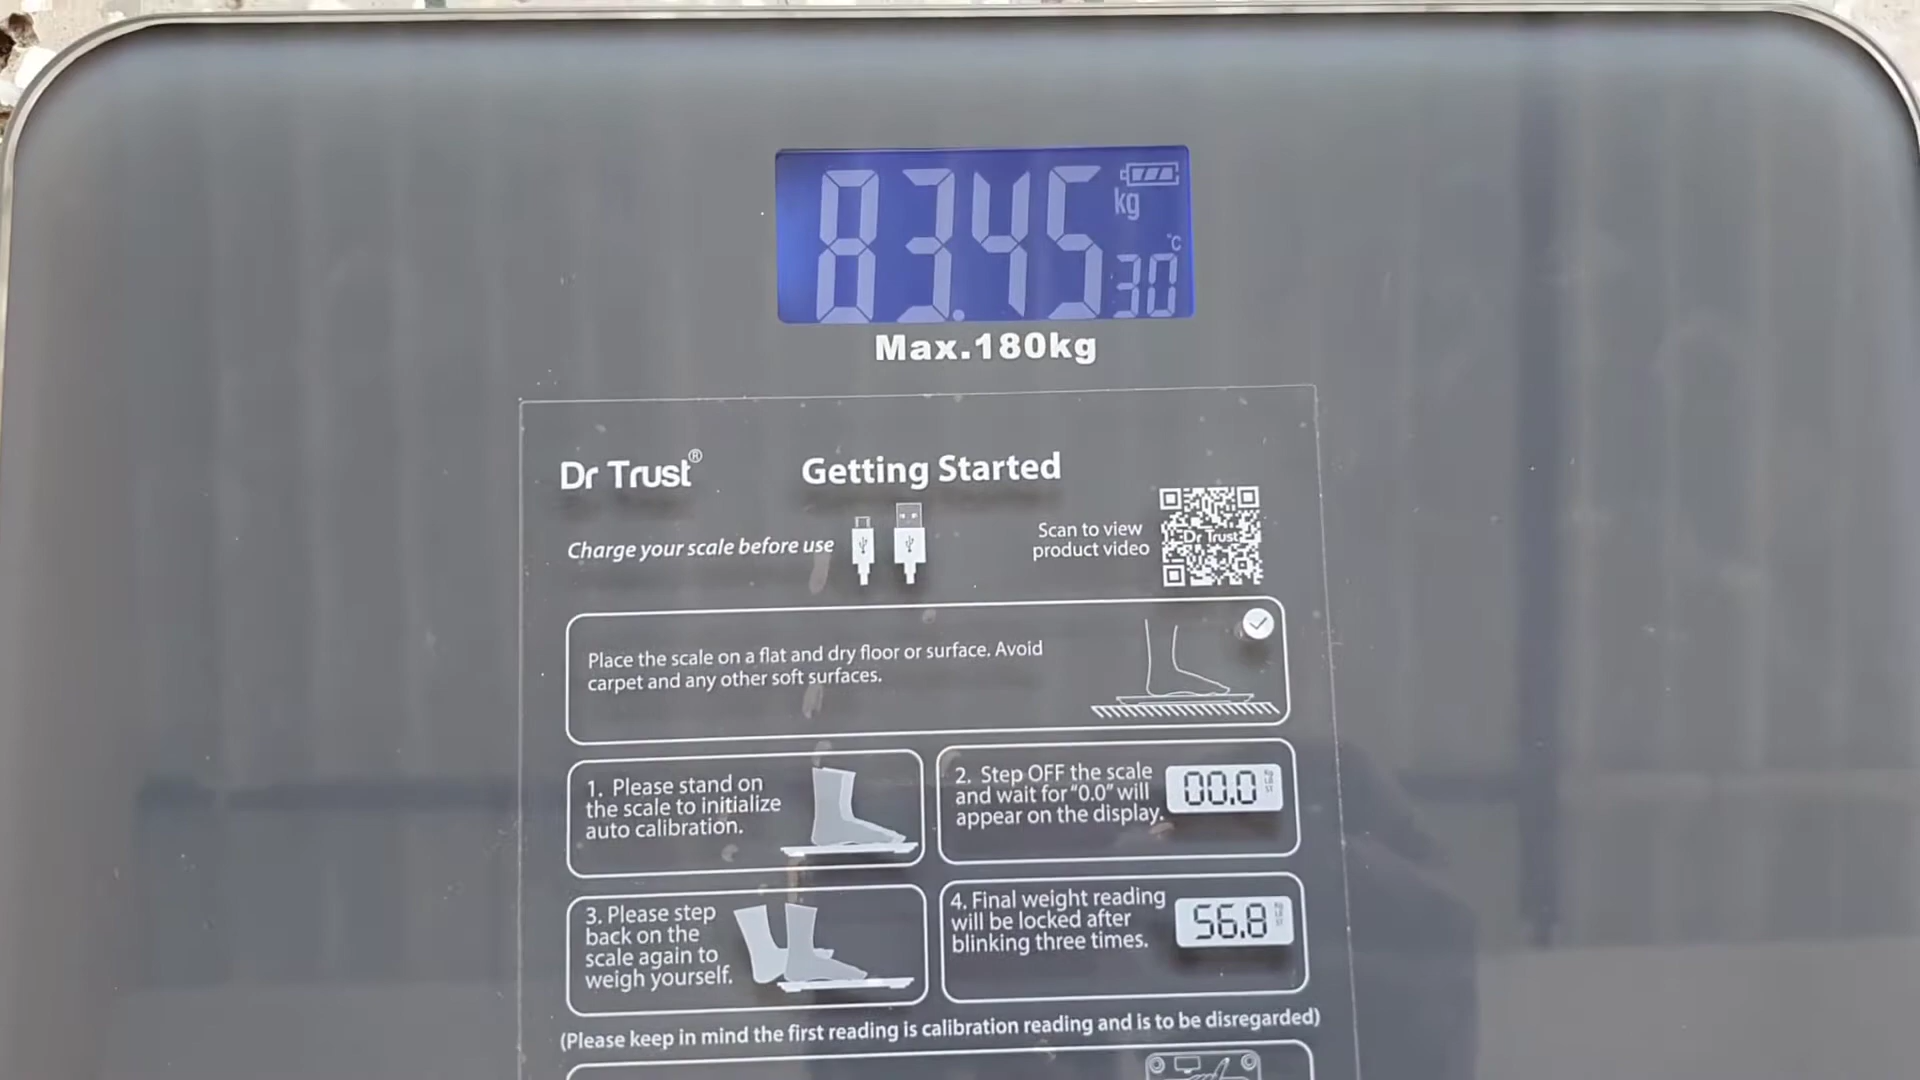 83.45 kg
30 °C
Max.180kg
Dr Trust® Getting Started
Charge your scale before use
Scan to view
product video
Dr Trust
Place the scale on a flat and dry floor or surface. Avoid
carpet and any other soft surfaces.
1. Please stand on
the scale to initialize
auto calibration.
2. Step OFF the scale
and wait for “0.0” will
appear on the display.
00.0
3. Please step
back on the
scale again to
weigh yourself.
4. Final weight reading
will be locked after
blinking three times.
56.8
(Please keep in mind the first reading is calibration reading and is to be disregarded)